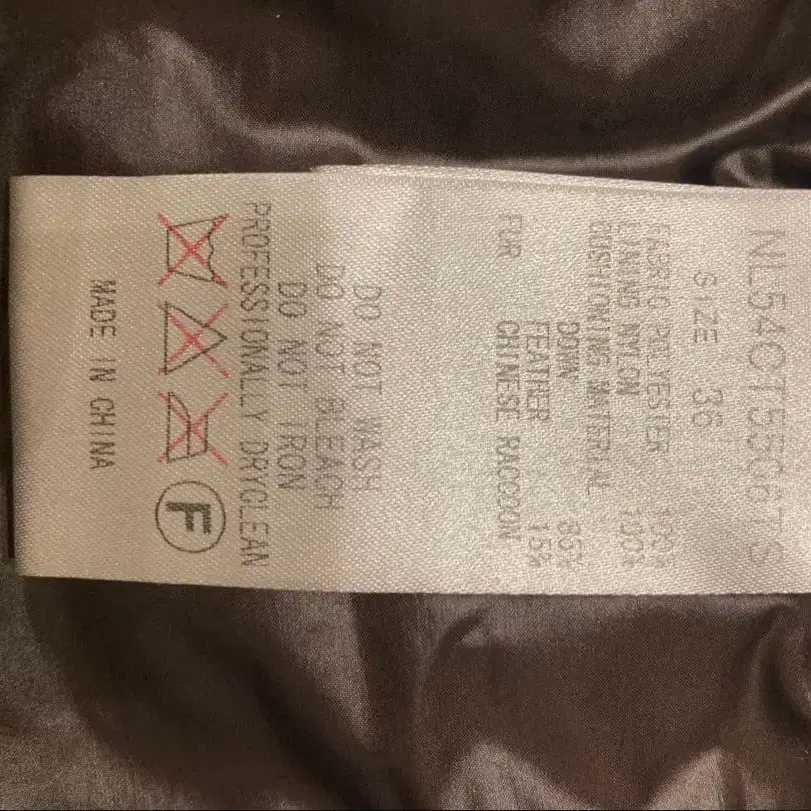 NL54CT5506TS
SIZE 36
FABRIC POLYESTER 100%
LINING NYLON 100%
CUSHIONING MATERIAL
DOWN 85%
FEATHER 15%
FUR CHINESE RACCOON
DO NOT WASH
DO NOT BLEACH
DO NOT IRON
PROFESSIONALLY DRYCLEAN
F
MADE IN CHINA